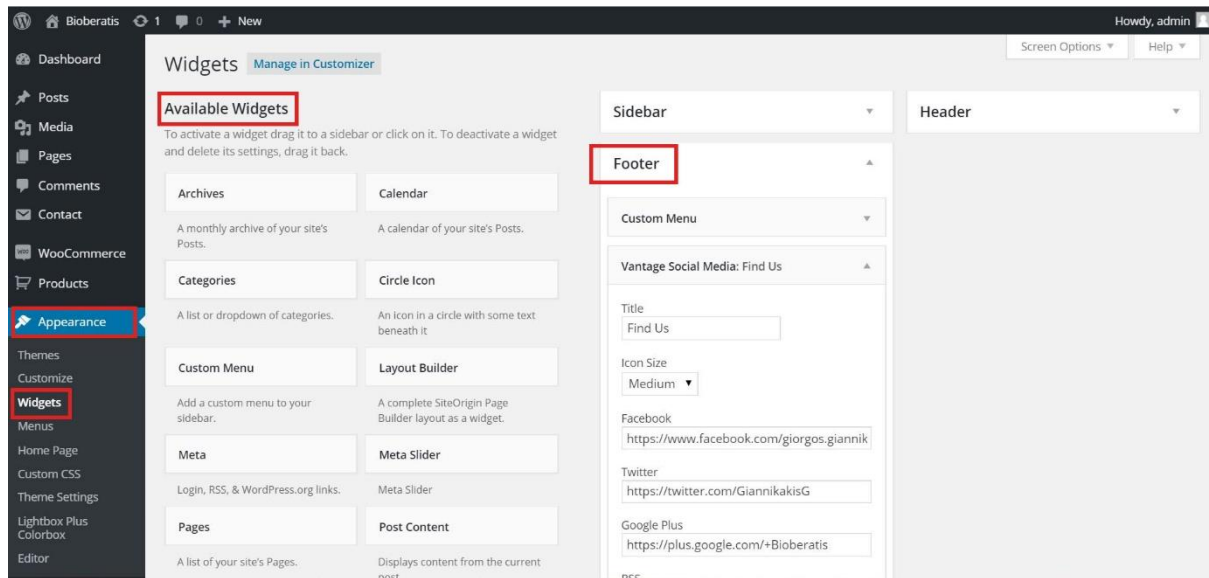 Bioberatis 1 0 + New
Howdy, admin
Dashboard
Posts
Media
Pages
Comments
Contact
WooCommerce
Products
Appearance
Themes
Customize
Widgets
Menus
Home Page
Custom CSS
Theme Settings
Lightbox Plus
Colorbox
Editor
Screen Options
Help
Widgets Manage in Customizer
Available Widgets
To activate a widget drag it to a sidebar or click on it. To deactivate a widget
and delete its settings, drag it back.
Archives
A monthly archive of your site's
Posts.
Calendar
A calendar of your site's Posts.
Categories
A list or dropdown of categories.
Circle Icon
An icon in a circle with some text
beneath it
Custom Menu
Add a custom menu to your
sidebar.
Layout Builder
A complete SiteOrigin Page
Builder layout as a widget.
Meta
Login, RSS, & WordPress.org links.
Meta Slider
Meta Slider
Pages
A list of your site's Pages.
Post Content
Displays content from the current
post
Sidebar
Footer
Custom Menu
Vantage Social Media: Find Us
Title
Find Us
Icon Size
Medium
Facebook
https://www.facebook.com/giorgos.giannik
Twitter
https://twitter.com/GiannikakisG
Google Plus
https://plus.google.com/+Bioberatis
RSS
Header